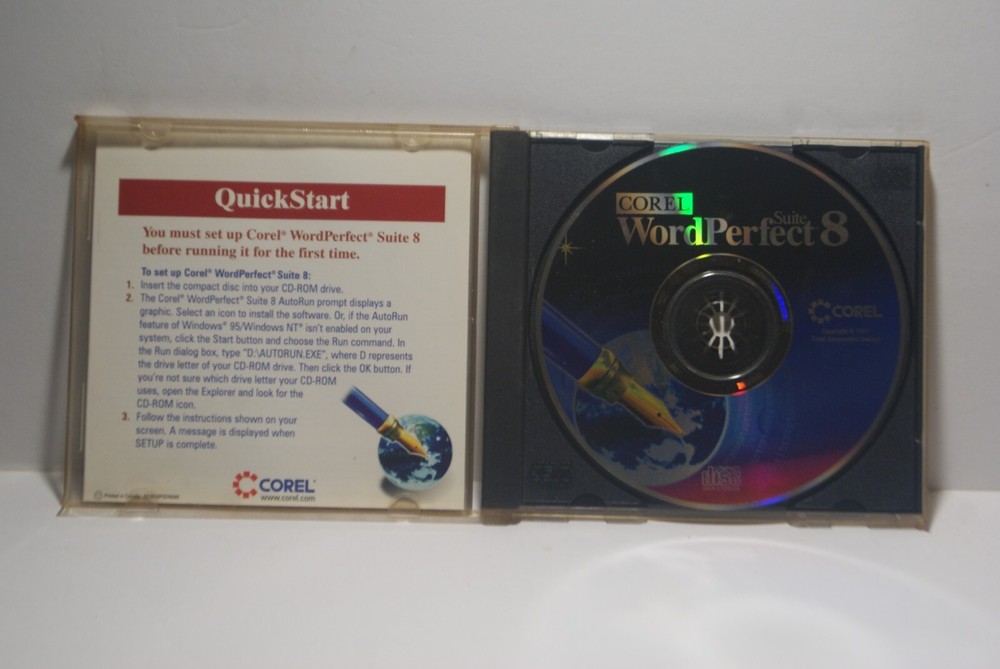 QuickStart
You must set up Corel® WordPerfect® Suite 8
before running it for the first time.
To set up Corel® WordPerfect® Suite 8:
1. Insert the compact disc into your CD-ROM drive.
2. The Corel® WordPerfect® Suite 8 AutoRun prompt displays a
graphic. Select an icon to install the software. Or, if the AutoRun
feature of Windows® 95/Windows NT® isn't enabled on your
system, click the Start button and choose the Run command. In
the Run dialog box, type "D:\AUTORUN.EXE", where D represents
the drive letter of your CD-ROM drive. Then click the OK button. If
you're not sure which drive letter your CD-ROM
uses, open the Explorer and look for the
CD-ROM icon.
3. Follow the instructions shown on your
screen. A message is displayed when
SETUP is complete.
COREL®
www.corel.com
Printed in Canada
COREL
WordPerfect Suite 8
COREL
disc